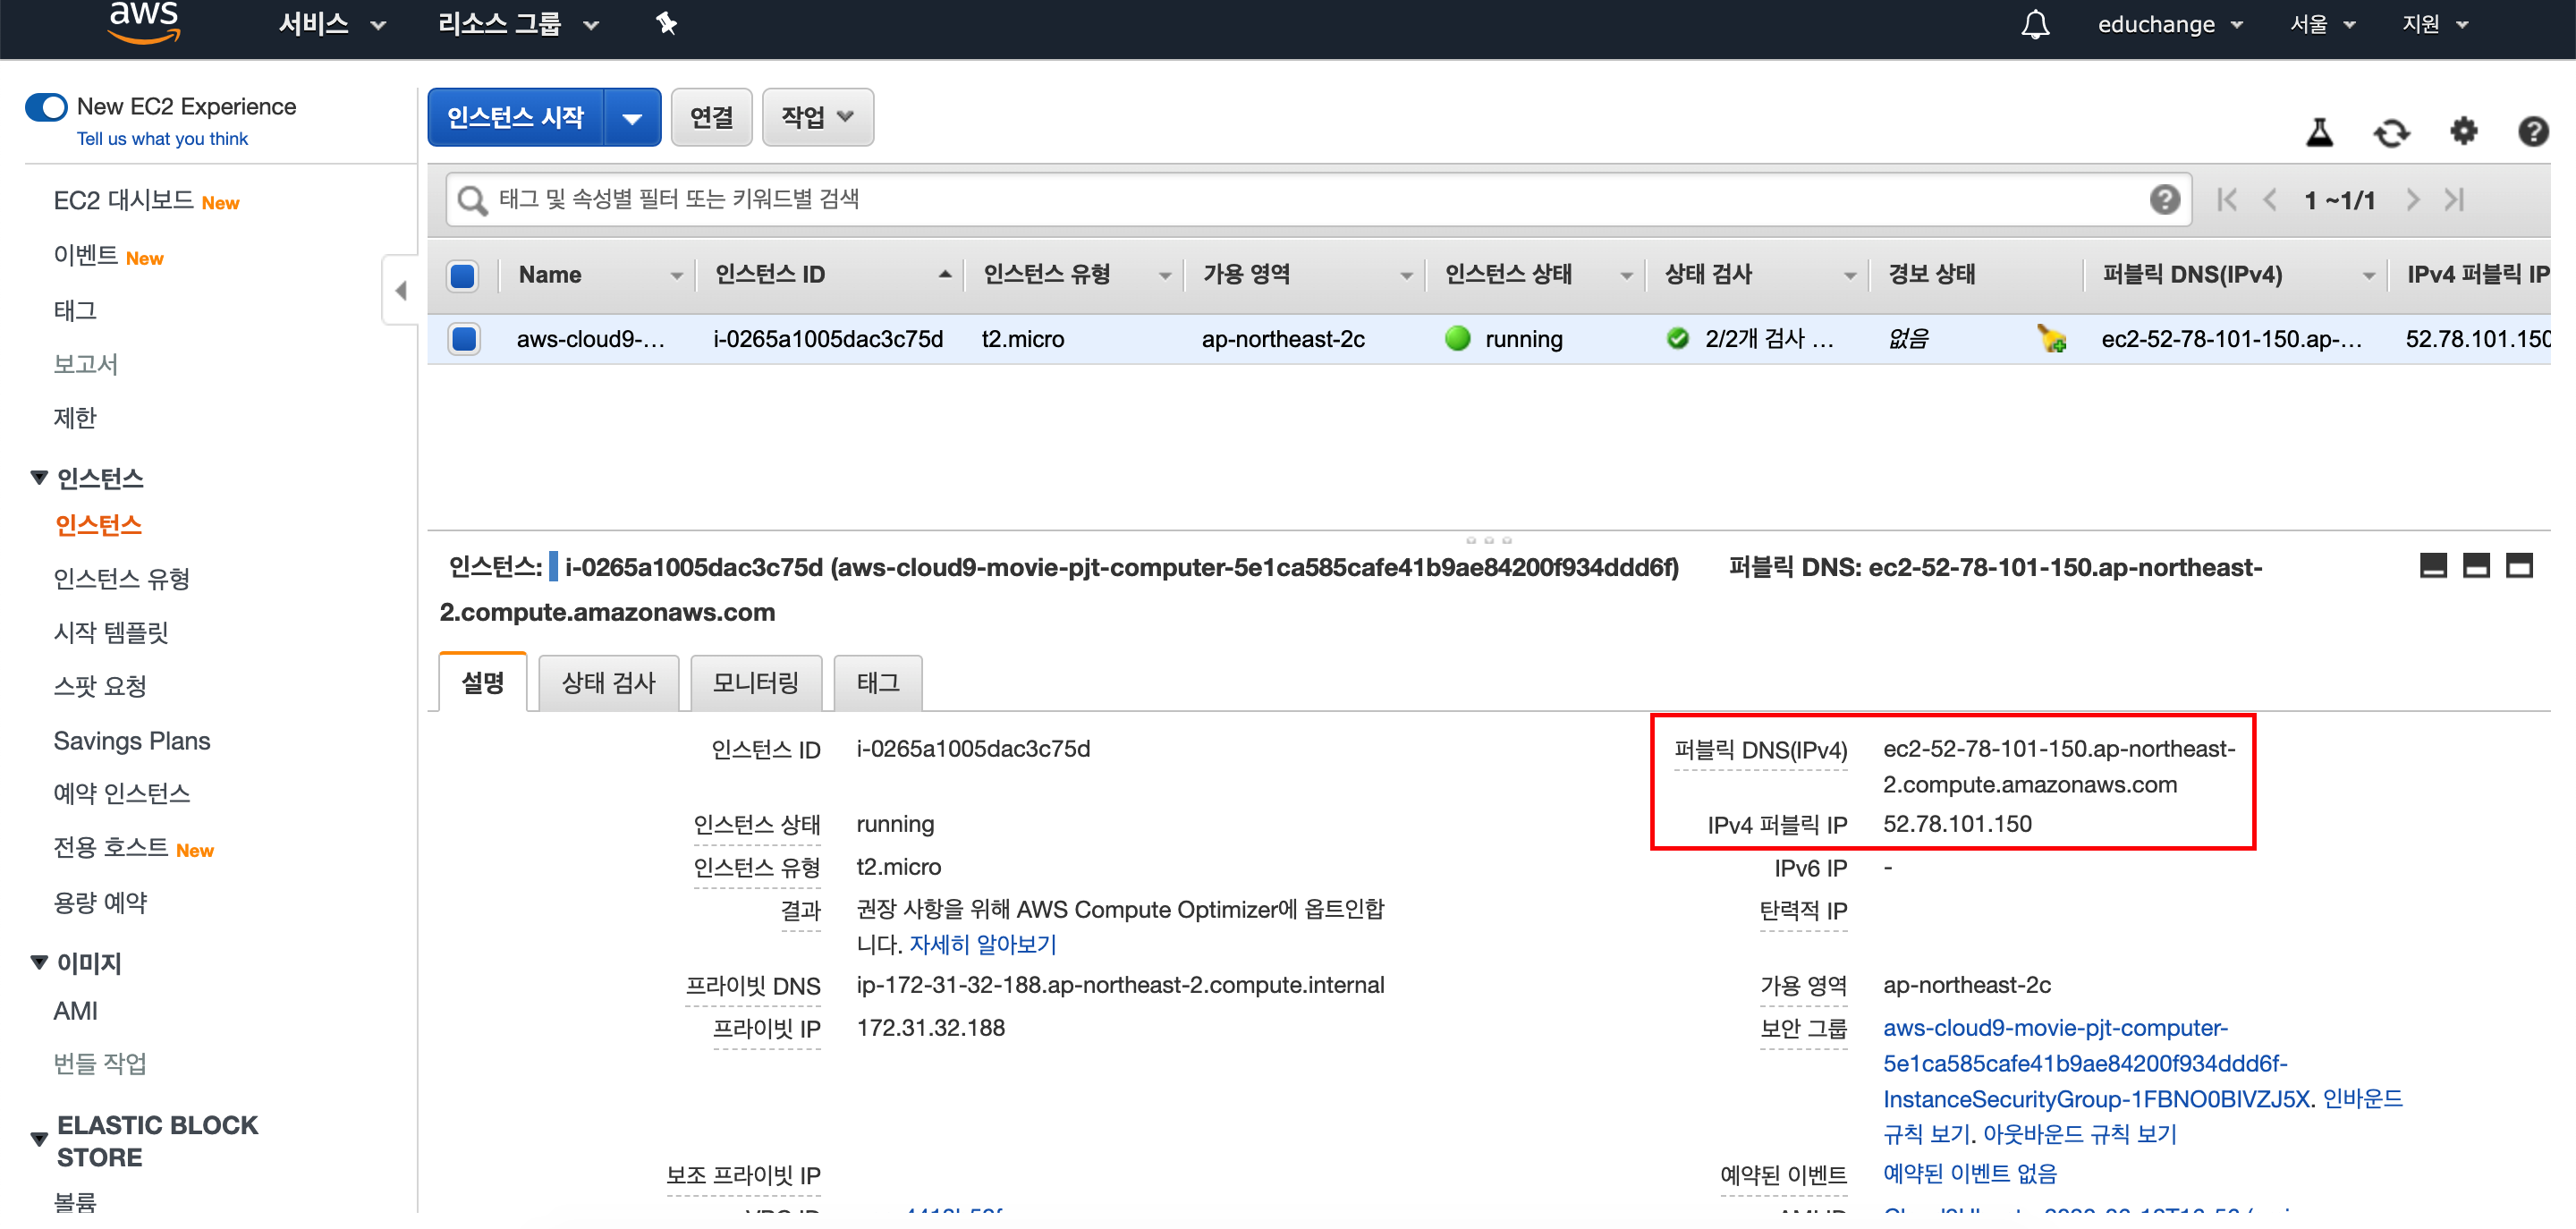 aws
서비스
리소스 그룹
educhange
서울
지원
New EC2 Experience
Tell us what you think
EC2 대시보드 New
이벤트 New
태그
보고서
제한
인스턴스
인스턴스
인스턴스 유형
시작 템플릿
스팟 요청
Savings Plans
예약 인스턴스
전용 호스트 New
용량 예약
이미지
AMI
번들 작업
ELASTIC BLOCK
STORE
볼륨
인스턴스 시작
연결
작업
태그 및 속성별 필터 또는 키워드별 검색
1 ~1/1
Name 인스턴스 ID 인스턴스 유형 가용 영역 인스턴스 상태 상태 검사 경보 상태 퍼블릭 DNS(IPv4) IPv4 퍼블릭 IP
aws-cloud9-... i-0265a1005dac3c75d t2.micro ap-northeast-2c running 2/2개 검사 ... 없음 ec2-52-78-101-150.ap-... 52.78.101.150
인스턴스: i-0265a1005dac3c75d (aws-cloud9-movie-pjt-computer-5e1ca585cafe41b9ae84200f934ddd6f) 퍼블릭 DNS: ec2-52-78-101-150.ap-northeast-
2.compute.amazonaws.com
설명
상태 검사
모니터링
태그
인스턴스 ID i-0265a1005dac3c75d
인스턴스 상태 running
인스턴스 유형 t2.micro
결과 권장 사항을 위해 AWS Compute Optimizer에 옵트인합
니다. 자세히 알아보기
프라이빗 DNS ip-172-31-32-188.ap-northeast-2.compute.internal
프라이빗 IP 172.31.32.188
보조 프라이빗 IP
퍼블릭 DNS(IPv4) ec2-52-78-101-150.ap-northeast-
2.compute.amazonaws.com
IPv4 퍼블릭 IP 52.78.101.150
IPv6 IP -
탄력적 IP
가용 영역 ap-northeast-2c
보안 그룹 aws-cloud9-movie-pjt-computer-
5e1ca585cafe41b9ae84200f934ddd6f-
InstanceSecurityGroup-1FBNO0BIVZJ5X. 인바운드
규칙 보기. 아웃바운드 규칙 보기
예약된 이벤트 예약된 이벤트 없음